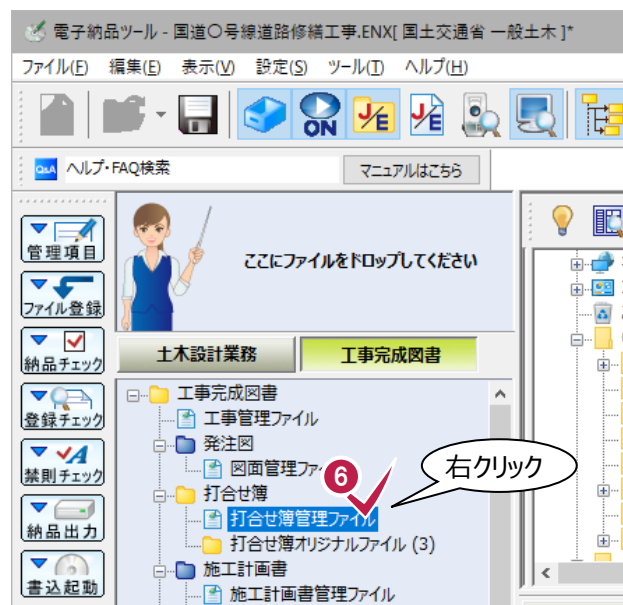 電子納品ツール - 国道〇号線道路修繕工事.ENX[ 国土交通省 一般土木 ]*
ファイル(F) 編集(E) 表示(V) 設定(S) ツール(T) ヘルプ(H)
ON J/E J/E
Q&A ヘルプ・FAQ検索 マニュアルはこちら
管理項目
ファイル登録
納品チェック
登録チェック
禁則チェック
納品出力
書込起動
ここにファイルをドロップしてください
土木設計業務 工事完成図書
工事完成図書
工事管理ファイル
発注図
図面管理ファ
6
右クリック
打合せ簿
打合せ簿管理ファイル
打合せ簿オリジナルファイル (3)
施工計画書
施工計画書管理ファイル